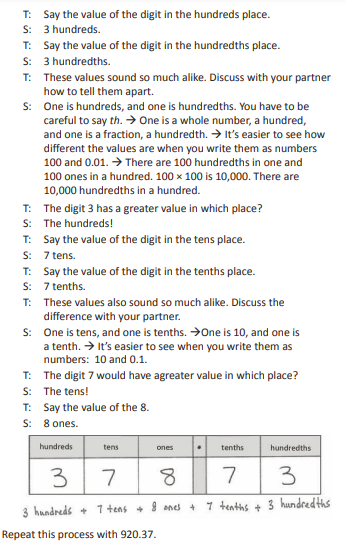 T: Say the value of the digit in the hundreds place.
S: 3 hundreds.
T: Say the value of the digit in the hundredths place.
S: 3 hundredths.
T: These values sound so much alike. Discuss with your partner
how to tell them apart.
S: One is hundreds, and one is hundredths. You have to be
careful to say th. → One is a whole number, a hundred,
and one is a fraction, a hundredth. → It's easier to see how
different the values are when you write them as numbers
100 and 0.01. → There are 100 hundredths in one and
100 ones in a hundred. 100 × 100 is 10,000. There are
10,000 hundredths in a hundred.
T: The digit 3 has a greater value in which place?
S: The hundreds!
T: Say the value of the digit in the tens place.
S: 7 tens.
T: Say the value of the digit in the tenths place.
S: 7 tenths.
T: These values also sound so much alike. Discuss the
difference with your partner.
S: One is tens, and one is tenths. →One is 10, and one is
a tenth. → It's easier to see when you write them as
numbers: 10 and 0.1.
T: The digit 7 would have agreater value in which place?
S: The tens!
T: Say the value of the 8.
S: 8 ones.
hundreds tens ones • tenths hundredths
3 7 8 7 3
3 hundreds + 7 tens + 8 ones + 7 tenths + 3 hundredths
Repeat this process with 920.37.